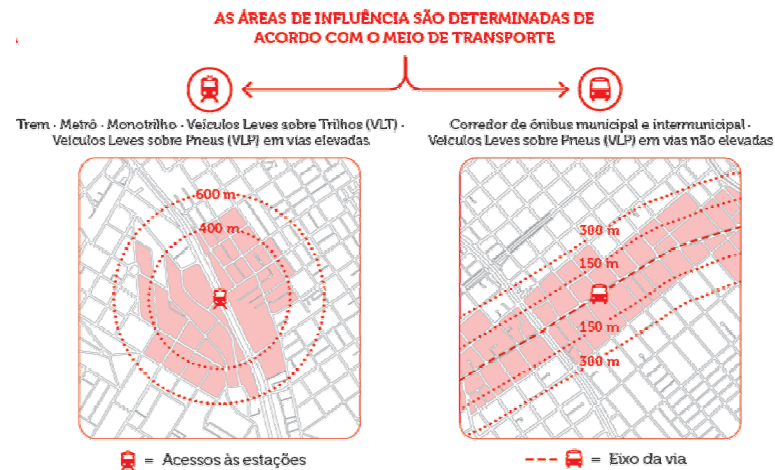 AS ÁREAS DE INFLUÊNCIA SÃO DETERMINADAS DE
ACORDO COM O MEIO DE TRANSPORTE
Trem · Metrô · Monotrilho · Veículos Leves sobre Trilhos (VLT) ·
Veículos Leves sobre Pneus (VLP) em vias elevadas.
Corredor de ônibus municipal e intermunicipal ·
Veículos Leves sobre Pneus (VLP) em vias não elevadas
600 m
400 m
300 m
150 m
150 m
300 m
= Acessos às estações
= Eixo da via